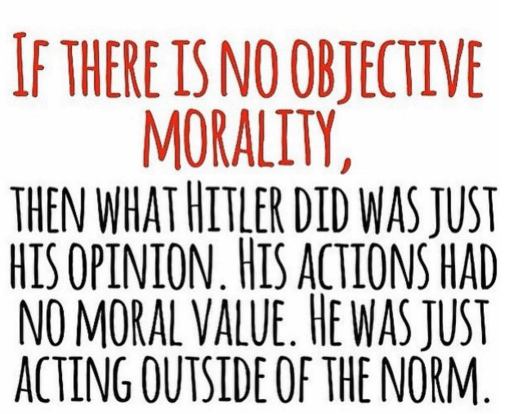 IF THERE IS NO OBJECTIVE
MORALITY,
THEN WHAT HITLER DID WAS JUST
HIS OPINION. HIS ACTIONS HAD
NO MORAL VALUE. HE WAS JUST
ACTING OUTSIDE OF THE NORM.